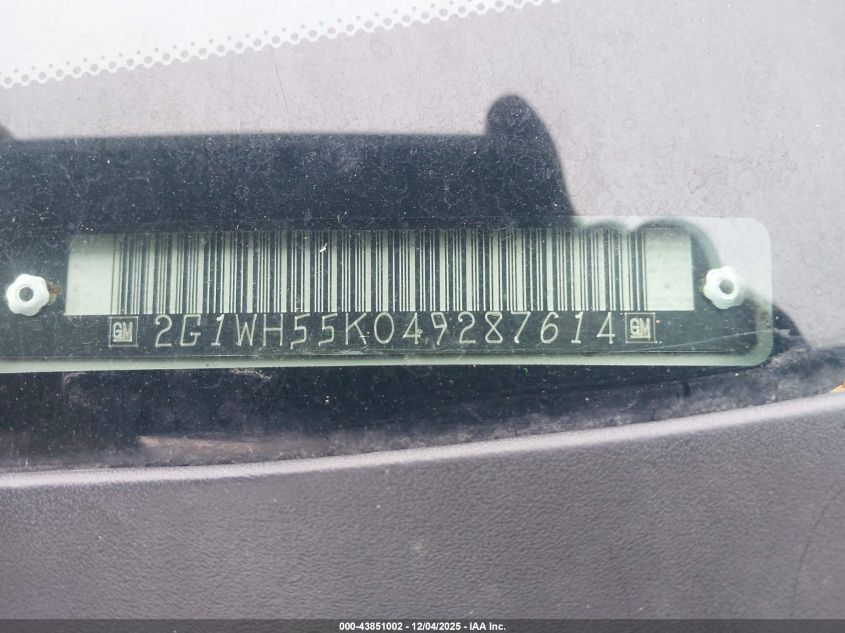 GM 2G1WH55K049287614 GM
000-43851002 - 12/04/2025 - IAA Inc.